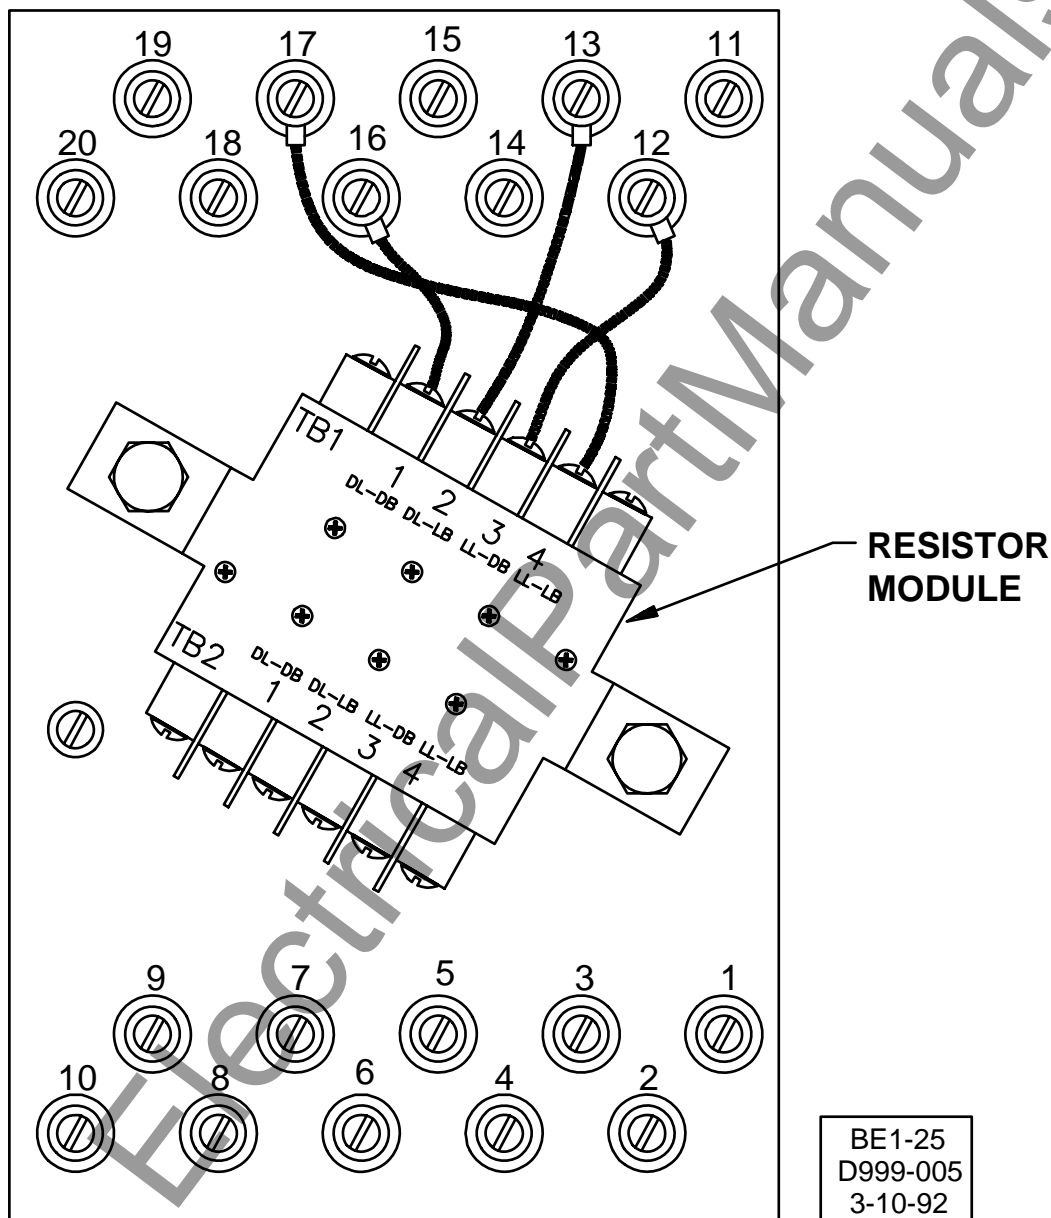 19 17 15 13 11
20 18 16 14 12
TB1
1 2 3 4
DL-DB DL-LB LL-DB LL-LB
RESISTOR
MODULE
TB2
DL-DB DL-LB LL-DB LL-LB
1 2 3 4
9 7 5 3 1
10 8 6 4 2
BE1-25
D999-005
3-10-92
ElectricalPartManuals